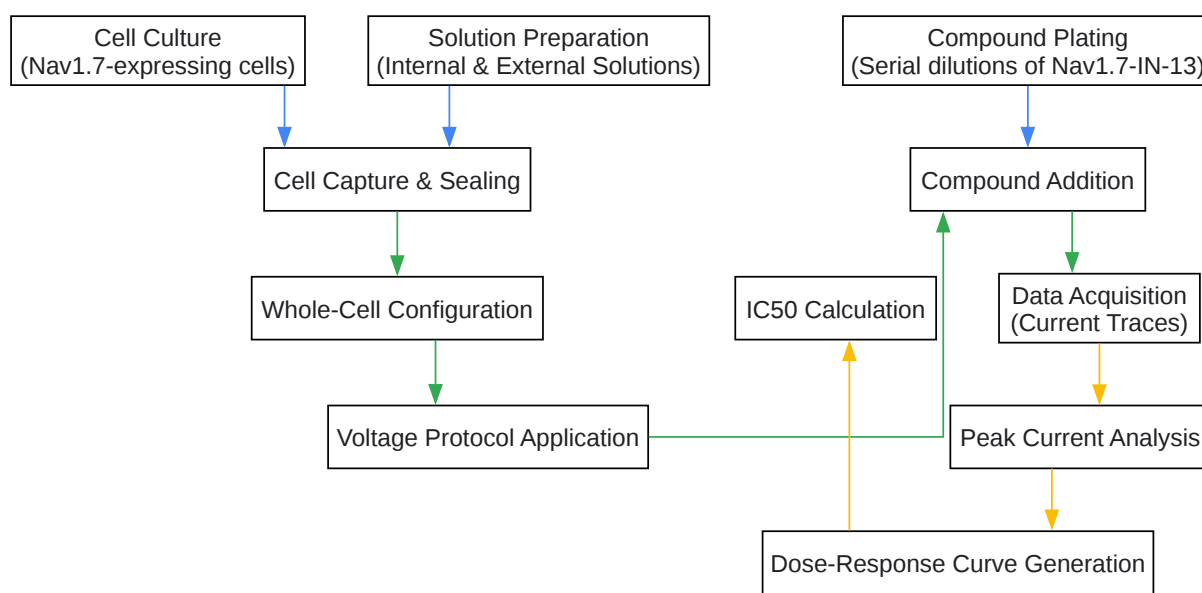 Cell Culture
(Nav1.7-expressing cells)
Solution Preparation
(Internal & External Solutions)
Compound Plating
(Serial dilutions of Nav1.7-IN-13)
Cell Capture & Sealing
Compound Addition
Whole-Cell Configuration
IC50 Calculation
Data Acquisition
(Current Traces)
Voltage Protocol Application
Peak Current Analysis
Dose-Response Curve Generation